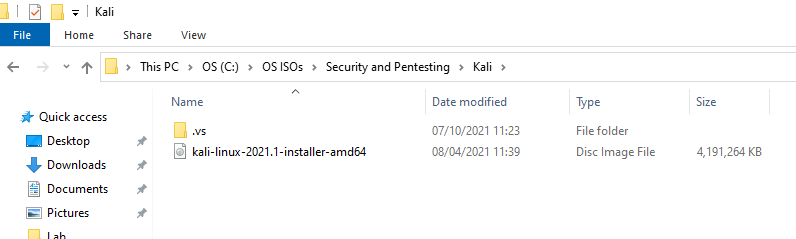 Kali
File Home Share View
This PC > OS (C:) > OS ISOs > Security and Pentesting > Kali >
Name Date modified Type Size
Quick access
.vs 07/10/2021 11:23 File folder
Desktop
kali-linux-2021.1-installer-amd64 08/04/2021 11:39 Disc Image File 4,191,264 KB
Downloads
Documents
Pictures
Lab